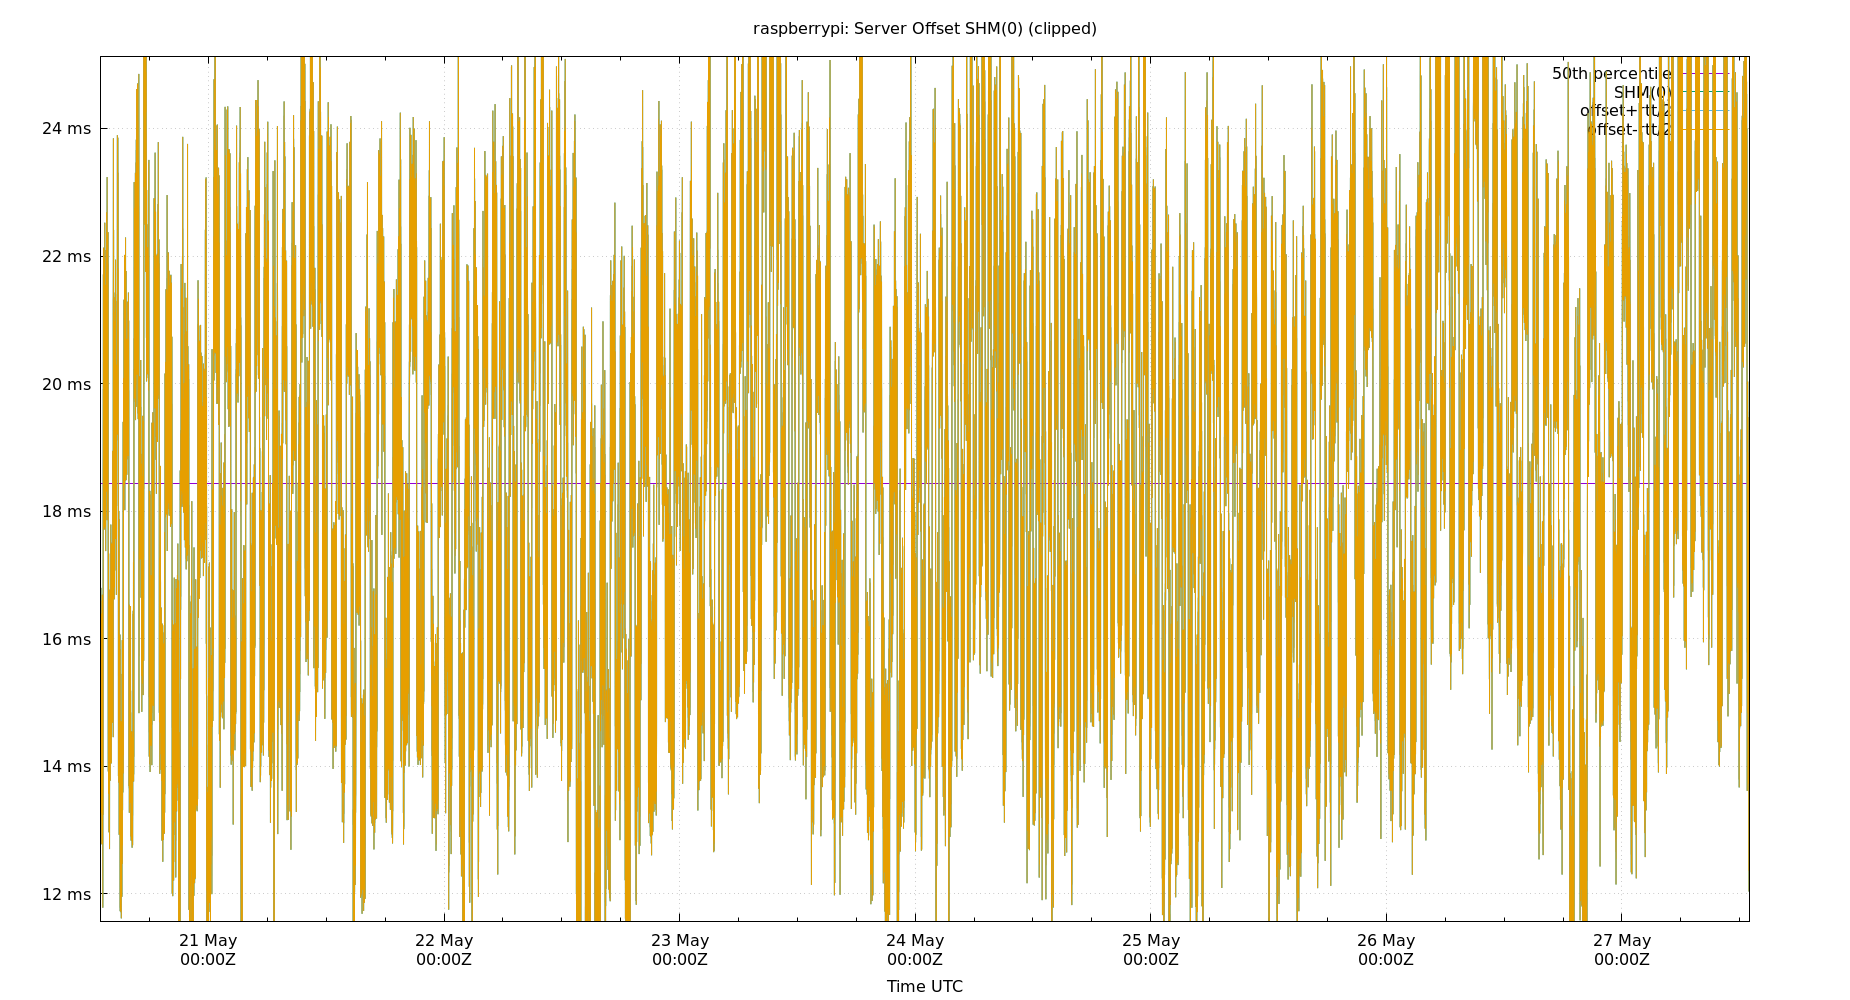 raspberrypi: Server Offset SHM(0) (clipped)
50th percentile
SHM(0)
offset+rtt/2
offset-rtt/2
24 ms
22 ms
20 ms
18 ms
16 ms
14 ms
12 ms
21 May 22 May 23 May 24 May 25 May 26 May 27 May
00:00Z 00:00Z 00:00Z 00:00Z 00:00Z 00:00Z 00:00Z
Time UTC